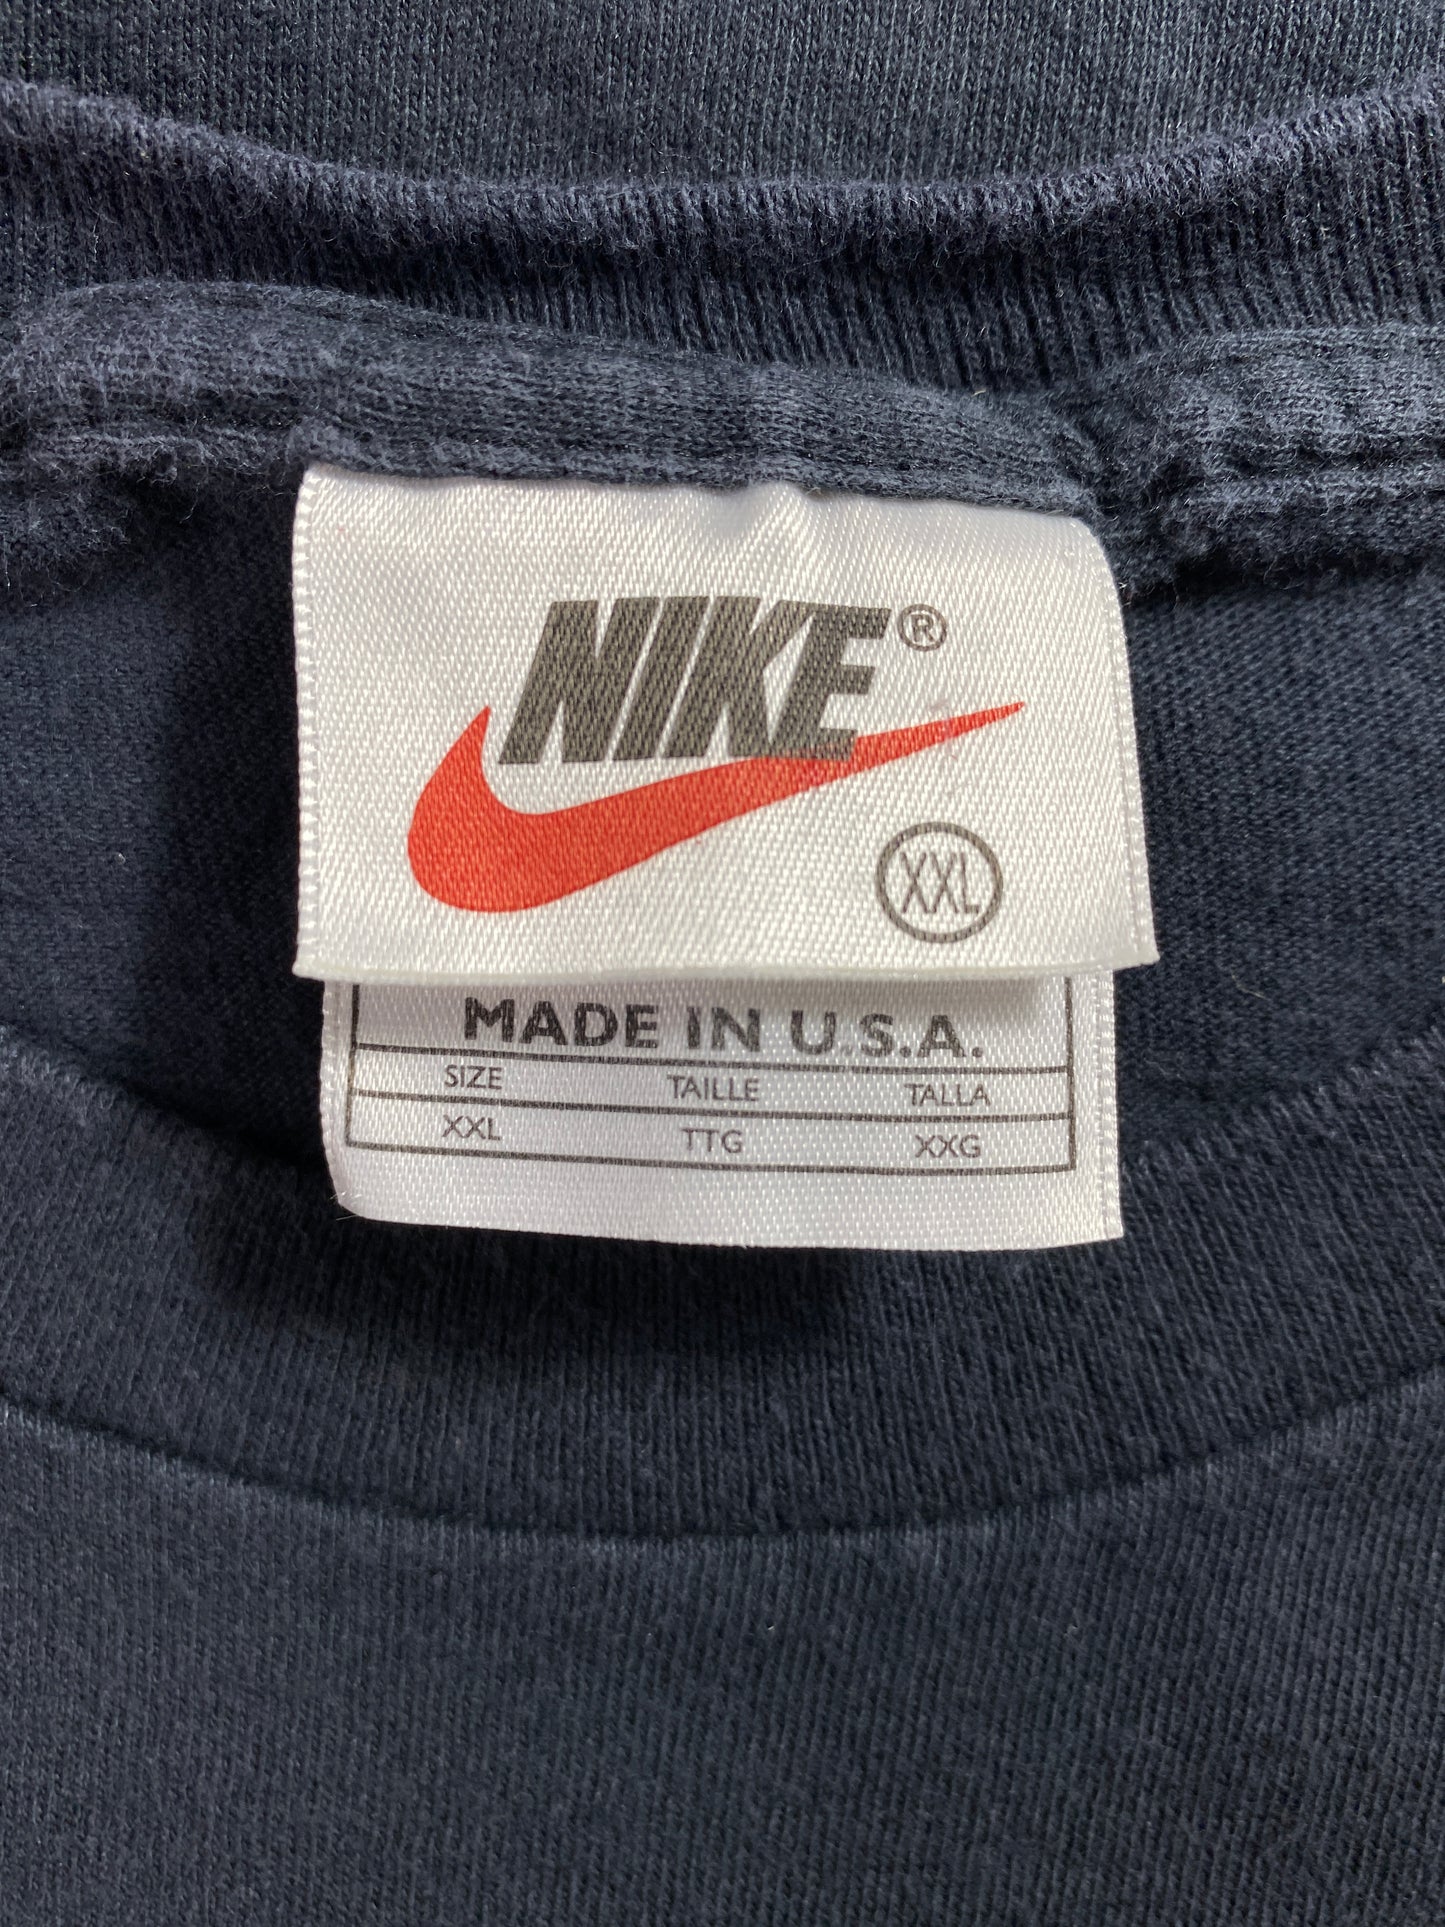 NIKE®
XXL
MADE IN U.S.A.
SIZE TAILLE TALLA
XXL TTG XXG